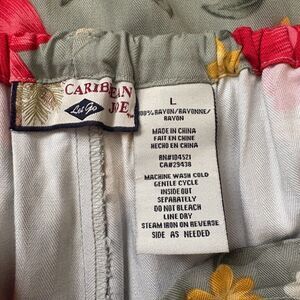 CARIBBEAN
Let Go
JOE
L
100%RAYON/RAYONNE/
RAYON
MADE IN CHINA
FAIT EN CHINE
HECHO EN CHINA
RN#104521
CA#29438
MACHINE WASH COLD
GENTLE CYCLE
INSIDE OUT
SEPARATELY
DO NOT BLEACH
LINE DRY
STEAM IRON ON REVERSE
SIDE AS NEEDED